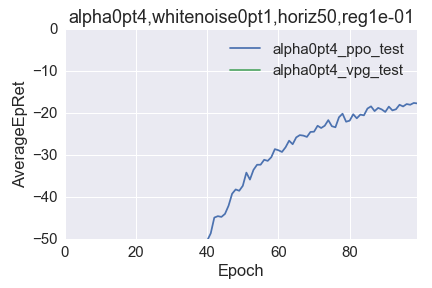 alpha0pt4,whitenoise0pt1,horiz50,reg1e-01
0
−10
−20
−30
−40
−50
AverageEpRet
alpha0pt4_ppo_test
alpha0pt4_vpg_test
0 20 40 60 80
Epoch